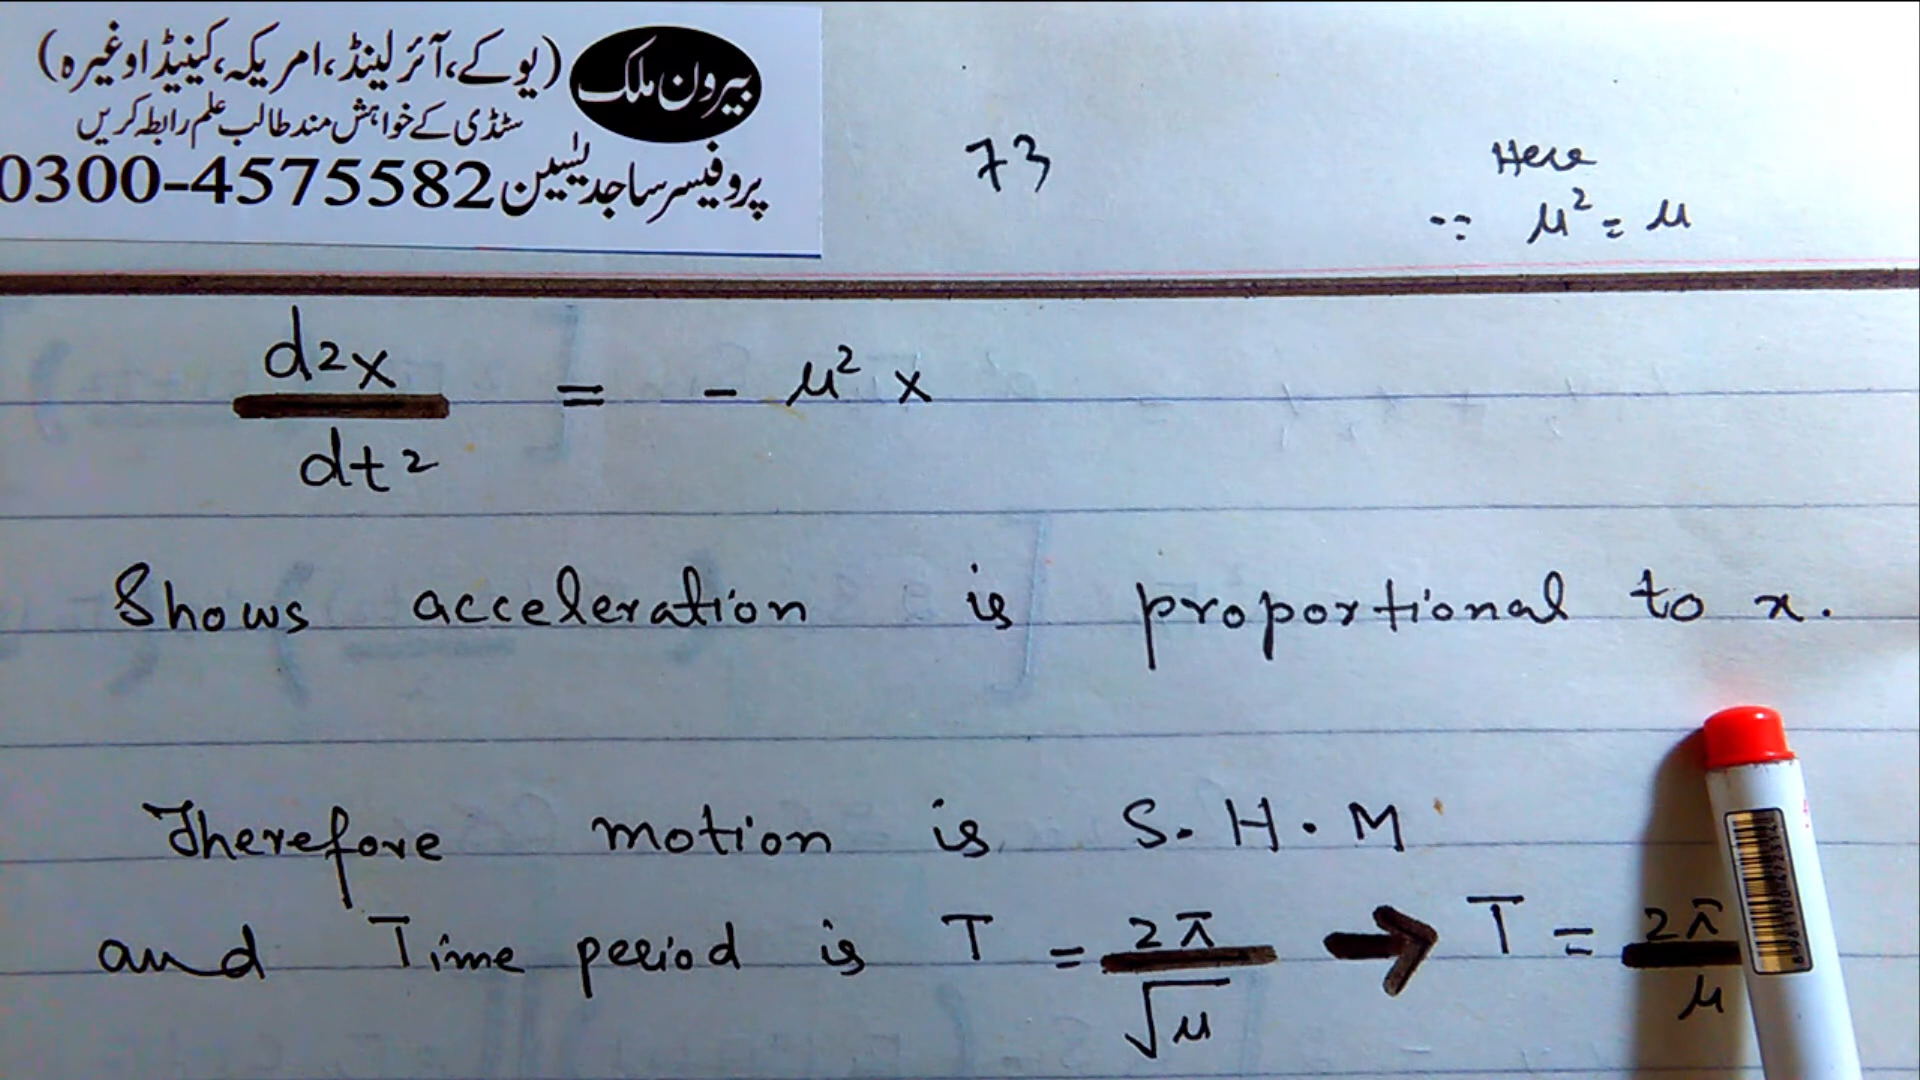 بیرون ملک (یوکے، آئرلینڈ، امریکہ، کینیڈا وغیرہ)
سٹڈی کے خواہش مند طالب علم رابطہ کریں
پروفیسر ساجد یٰسین 0300-4575582
73
Here
∵ μ² = μ
d2x
dt2
= - μ² x
Shows acceleration is proportional to x.
Therefore motion is S.H.M
and Time period is T = 2π/√μ → T = 2π/μ